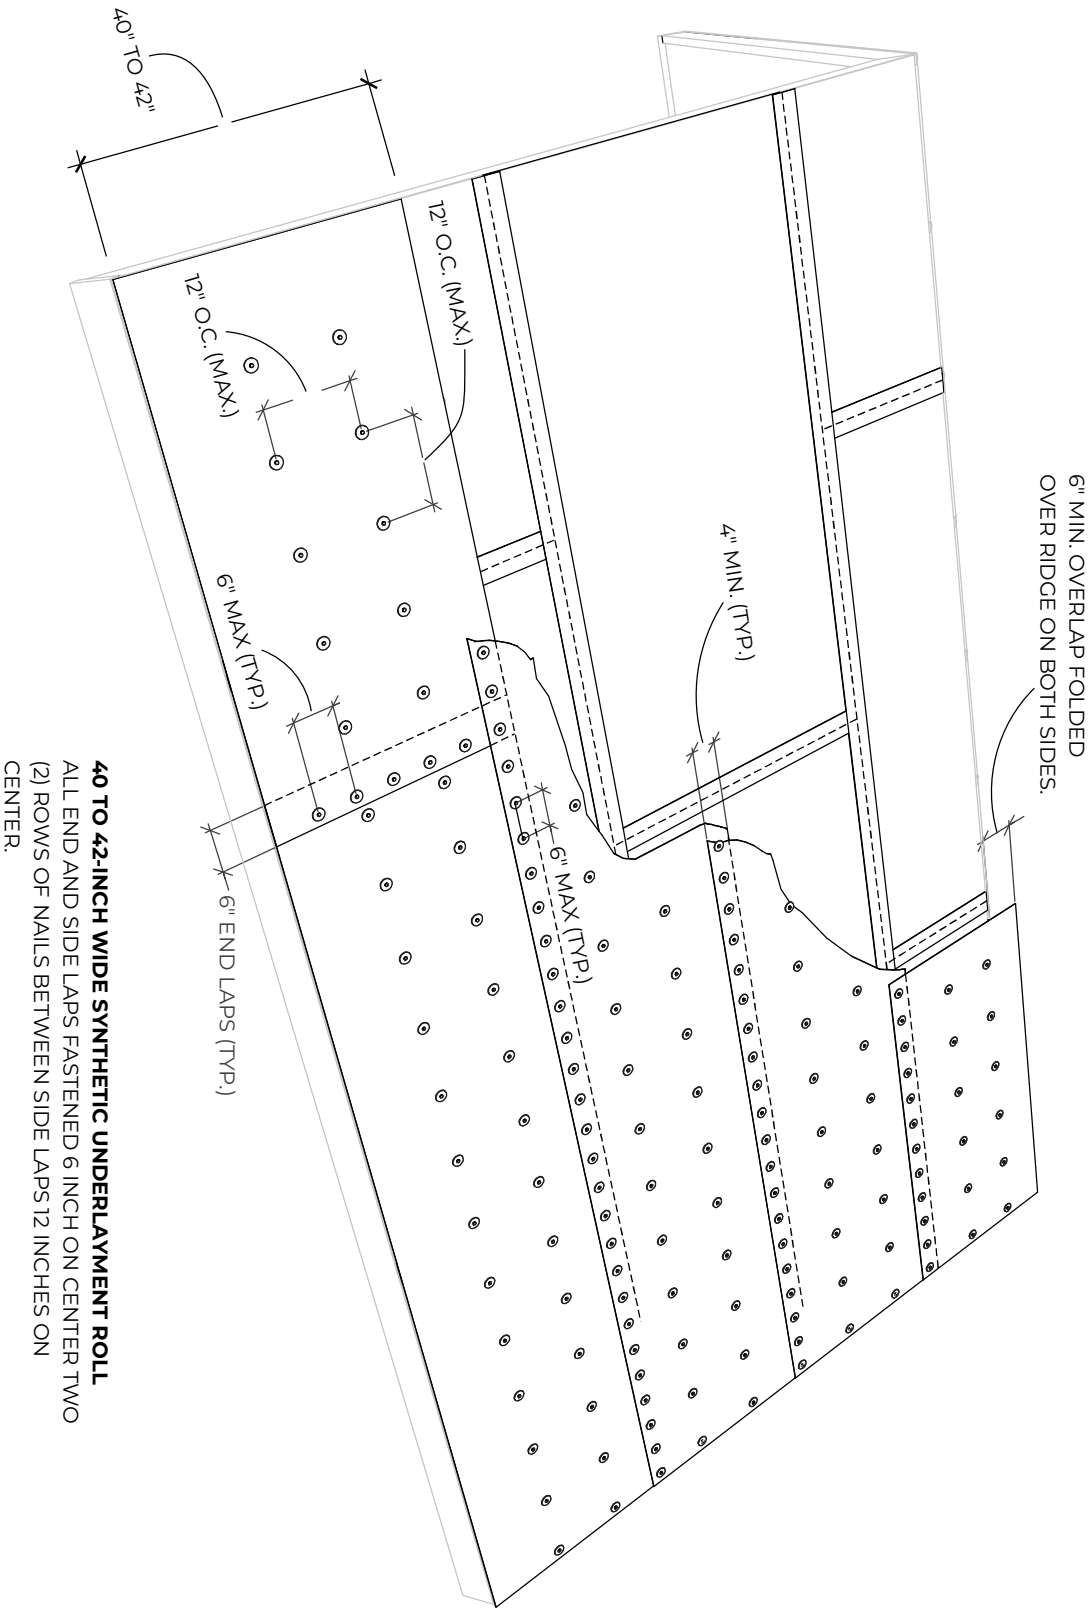 6" MIN. OVERLAP FOLDED
OVER RIDGE ON BOTH SIDES.
4" MIN. (TYP.)
12" O.C. (MAX.)
12" O.C. (MAX.)
40" TO 42"
6" MAX (TYP.)
6" MAX (TYP.)
6" END LAPS (TYP.)
40 TO 42-INCH WIDE SYNTHETIC UNDERLAYMENT ROLL
ALL END AND SIDE LAPS FASTENED 6 INCH ON CENTER TWO
(2) ROWS OF NAILS BETWEEN SIDE LAPS 12 INCHES ON
CENTER.